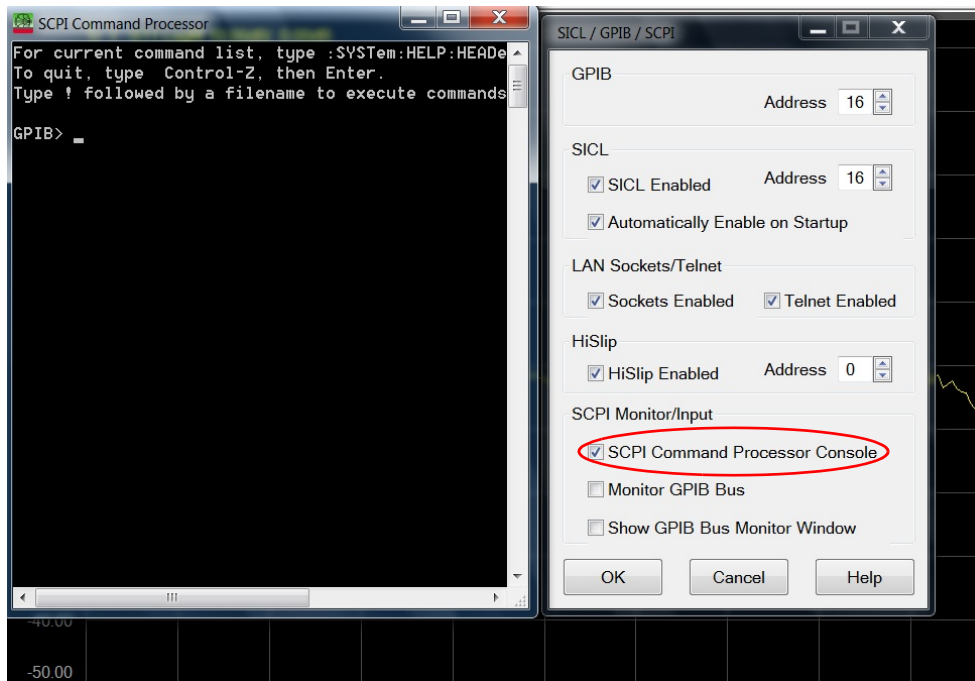 SCPI Command Processor
For current command list, type :SYSTem:HELP:HEADe
To quit, type Control-Z, then Enter.
Type ! followed by a filename to execute commands
GPIB> _
SICL / GPIB / SCPI
GPIB
Address 16
SICL
SICL Enabled Address 16
Automatically Enable on Startup
LAN Sockets/Telnet
Sockets Enabled Telnet Enabled
HiSlip
HiSlip Enabled Address 0
SCPI Monitor/Input
SCPI Command Processor Console
Monitor GPIB Bus
Show GPIB Bus Monitor Window
OK Cancel Help
-40.00
-50.00